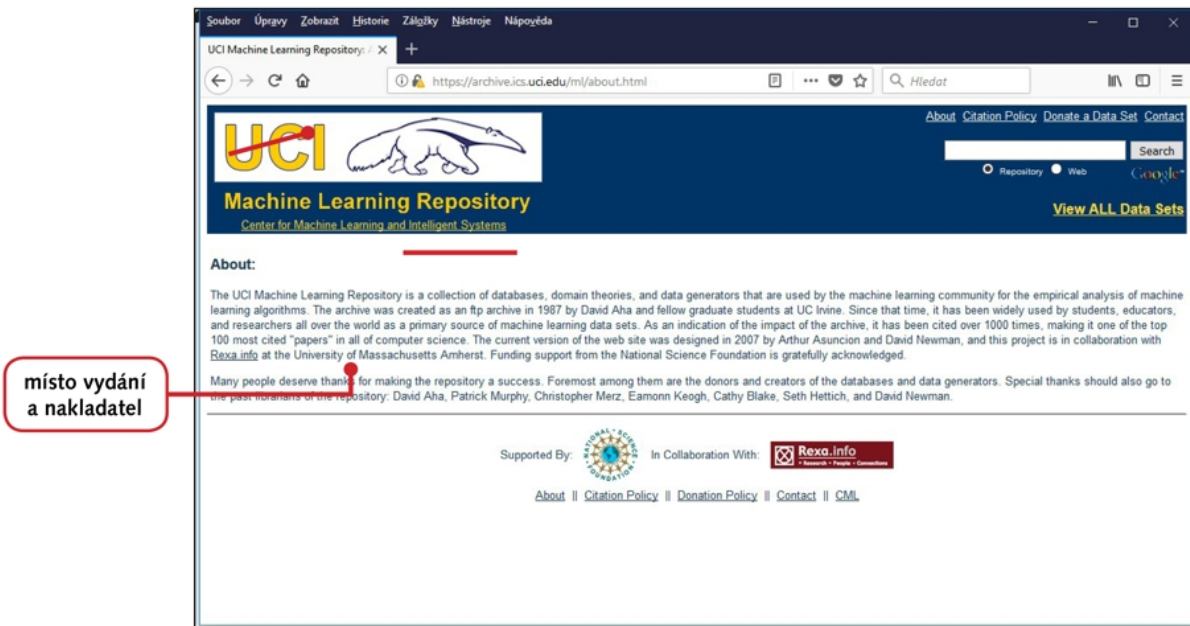 Soubor Úpravy Zobrazit Historie Záložky Nástroje Nápověda
UCI Machine Learning Repository: A
https://archive.ics.uci.edu/ml/about.html
Hledat
About Citation Policy Donate a Data Set Contact
UCI
Search
Repository Web Google™
Machine Learning Repository
View ALL Data Sets
Center for Machine Learning and Intelligent Systems
About:
The UCI Machine Learning Repository is a collection of databases, domain theories, and data generators that are used by the machine learning community for the empirical analysis of machine
learning algorithms. The archive was created as an ftp archive in 1987 by David Aha and fellow graduate students at UC Irvine. Since that time, it has been widely used by students, educators,
and researchers all over the world as a primary source of machine learning data sets. As an indication of the impact of the archive, it has been cited over 1000 times, making it one of the top
100 most cited "papers" in all of computer science. The current version of the web site was designed in 2007 by Arthur Asuncion and David Newman, and this project is in collaboration with
Rexa.info at the University of Massachusetts Amherst. Funding support from the National Science Foundation is gratefully acknowledged.
místo vydání
a nakladatel
Many people deserve thanks for making the repository a success. Foremost among them are the donors and creators of the databases and data generators. Special thanks should also go to
the past librarians of the repository: David Aha, Patrick Murphy, Christopher Merz, Eamonn Keogh, Cathy Blake, Seth Hettich, and David Newman.
Supported By: NATIONAL SCIENCE FOUNDATION In Collaboration With: Rexa.info
Research • People • Connections
About || Citation Policy || Donation Policy || Contact || CML